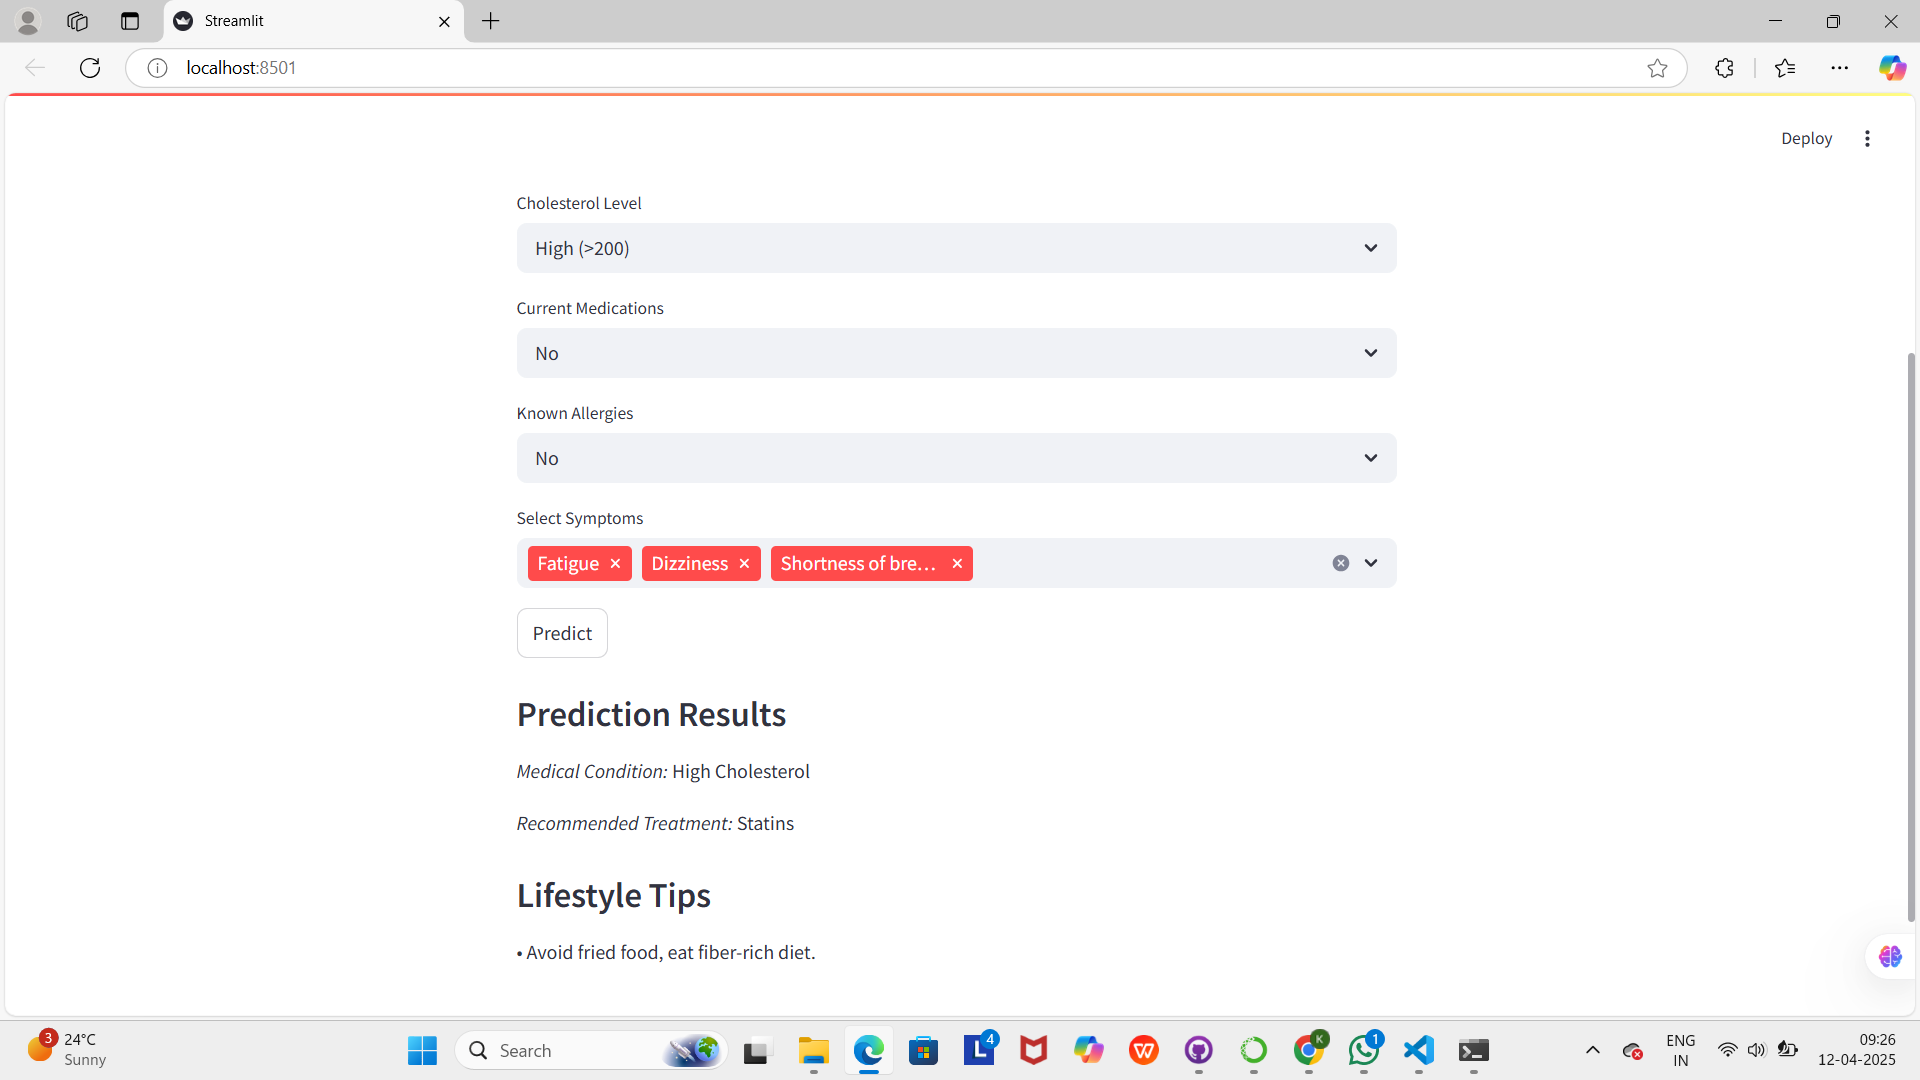 Streamlit
localhost:8501
Deploy
Cholesterol Level
High (>200)
Current Medications
No
Known Allergies
No
Select Symptoms
Fatigue × Dizziness × Shortness of bre... ×
Predict
Prediction Results
Medical Condition: High Cholesterol
Recommended Treatment: Statins
Lifestyle Tips
• Avoid fried food, eat fiber-rich diet.
3
24°C
Sunny
Search
L 4
W
K
1
ENG
IN
09:26
12-04-2025